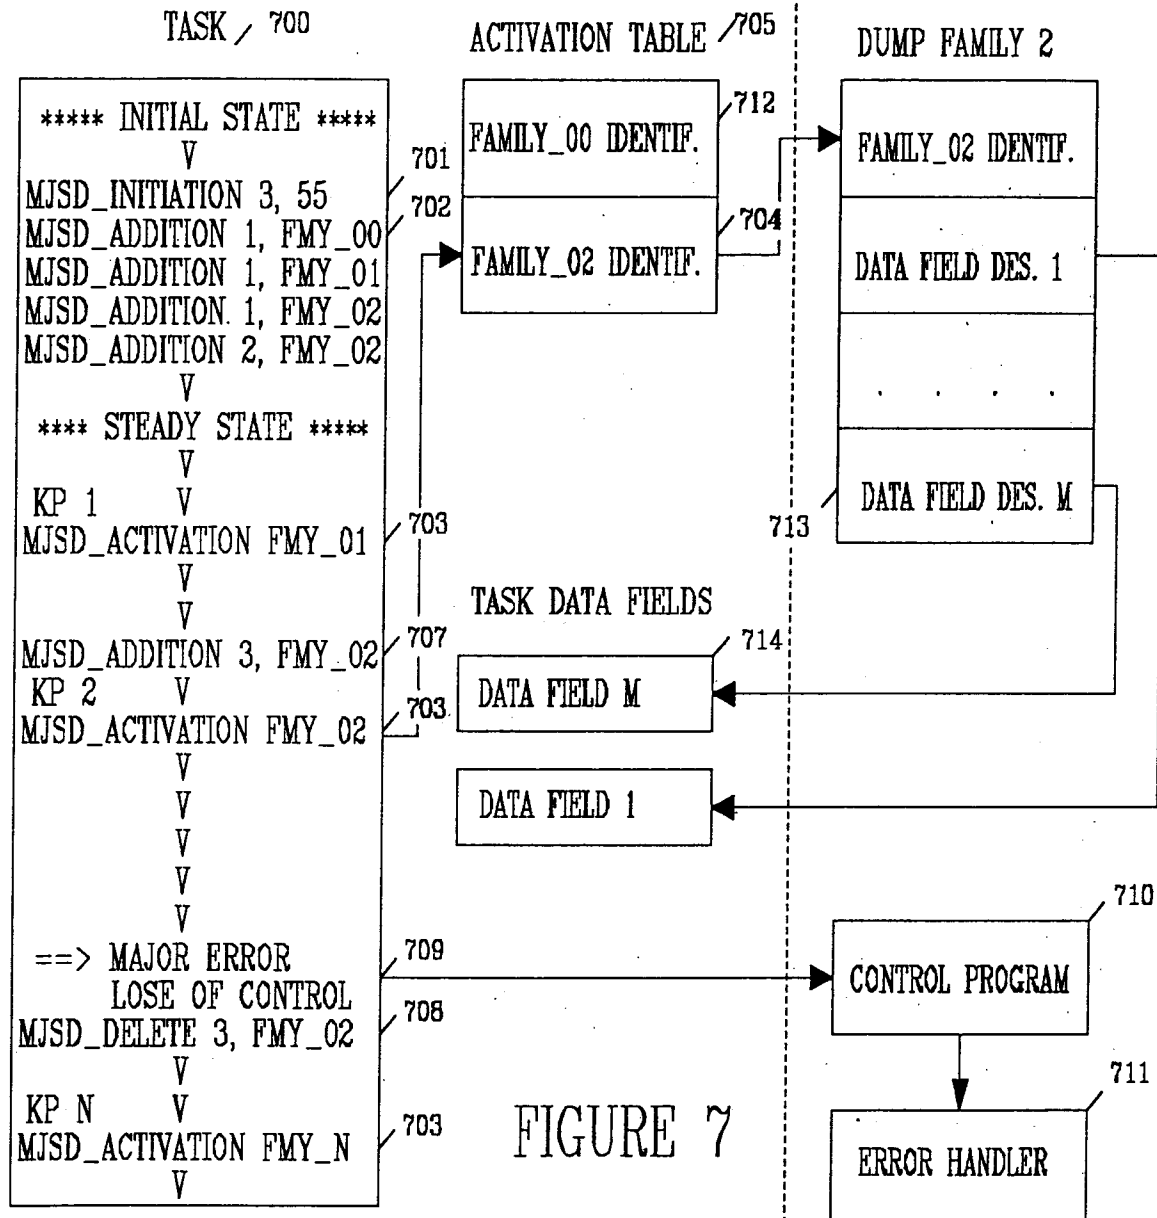 TASK 700
***** INITIAL STATE *****
V
701
MJSD_INITIATION 3, 55
702
MJSD_ADDITION 1, FMY_00
MJSD_ADDITION 1, FMY_01
MJSD_ADDITION. 1, FMY_02
MJSD_ADDITION 2, FMY_02
V
**** STEADY STATE *****
V
KP 1 V
703
MJSD_ACTIVATION FMY_01
V
V
707
MJSD_ADDITION 3, FMY_02
KP 2 V
703
MJSD_ACTIVATION FMY_02
V
V
V
V
V
709
==> MAJOR ERROR
LOSE OF CONTROL
708
MJSD_DELETE 3, FMY_02
V
KP N V
703
MJSD_ACTIVATION FMY_N
V
ACTIVATION TABLE 705
712
FAMILY_00 IDENTIF.
704
FAMILY_02 IDENTIF.
TASK DATA FIELDS
714
DATA FIELD M
DATA FIELD 1
DUMP FAMILY 2
FAMILY_02 IDENTIF.
DATA FIELD DES. 1
. . . .
DATA FIELD DES. M
713
710
CONTROL PROGRAM
711
ERROR HANDLER
FIGURE 7